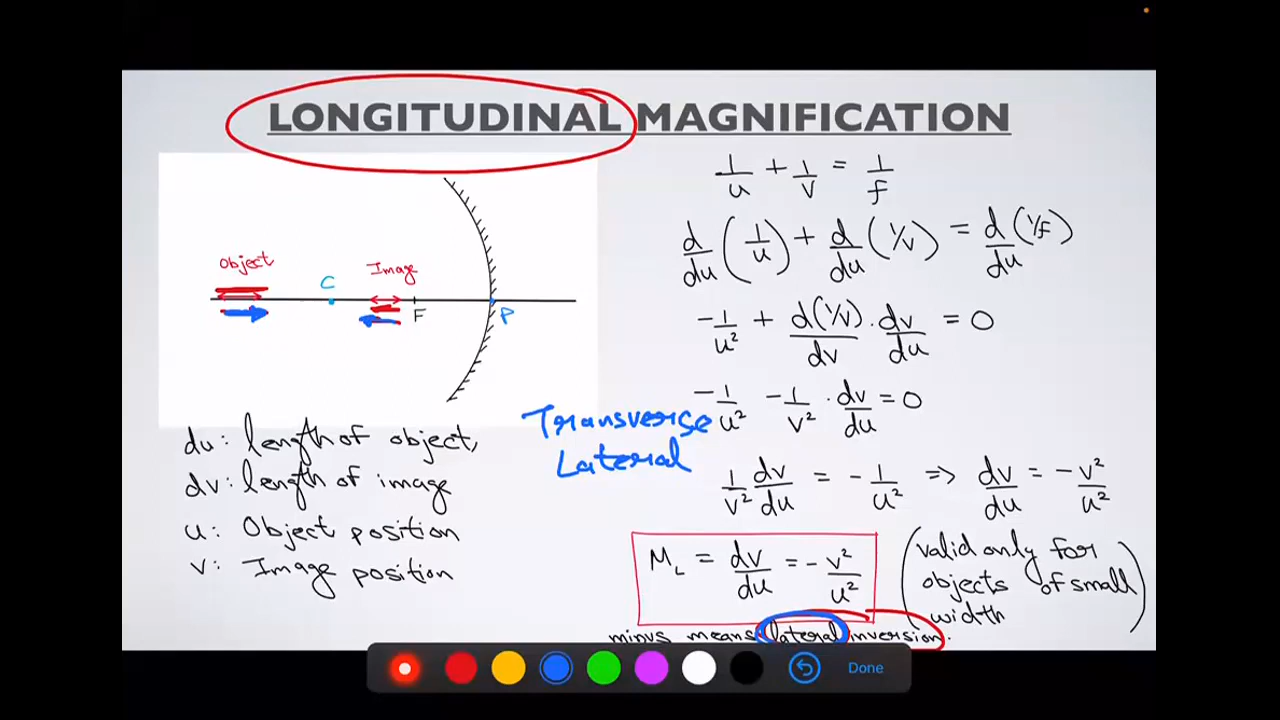 LONGITUDINAL MAGNIFICATION
Object
C
Image
F
P
du: length of object,
dv: length of image
u: Object position
v: Image position
Transverse
Lateral
1/u + 1/v = 1/f
d/du (1/u) + d/du (1/v) = d/du (1/f)
-1/u² + d(1/v)/dv · dv/du = 0
-1/u² - 1/v² · dv/du = 0
1/v² dv/du = -1/u² => dv/du = -v²/u²
M_L = dv/du = -v²/u²
(valid only for
objects of small
width)
minus means lateral inversion.
Done